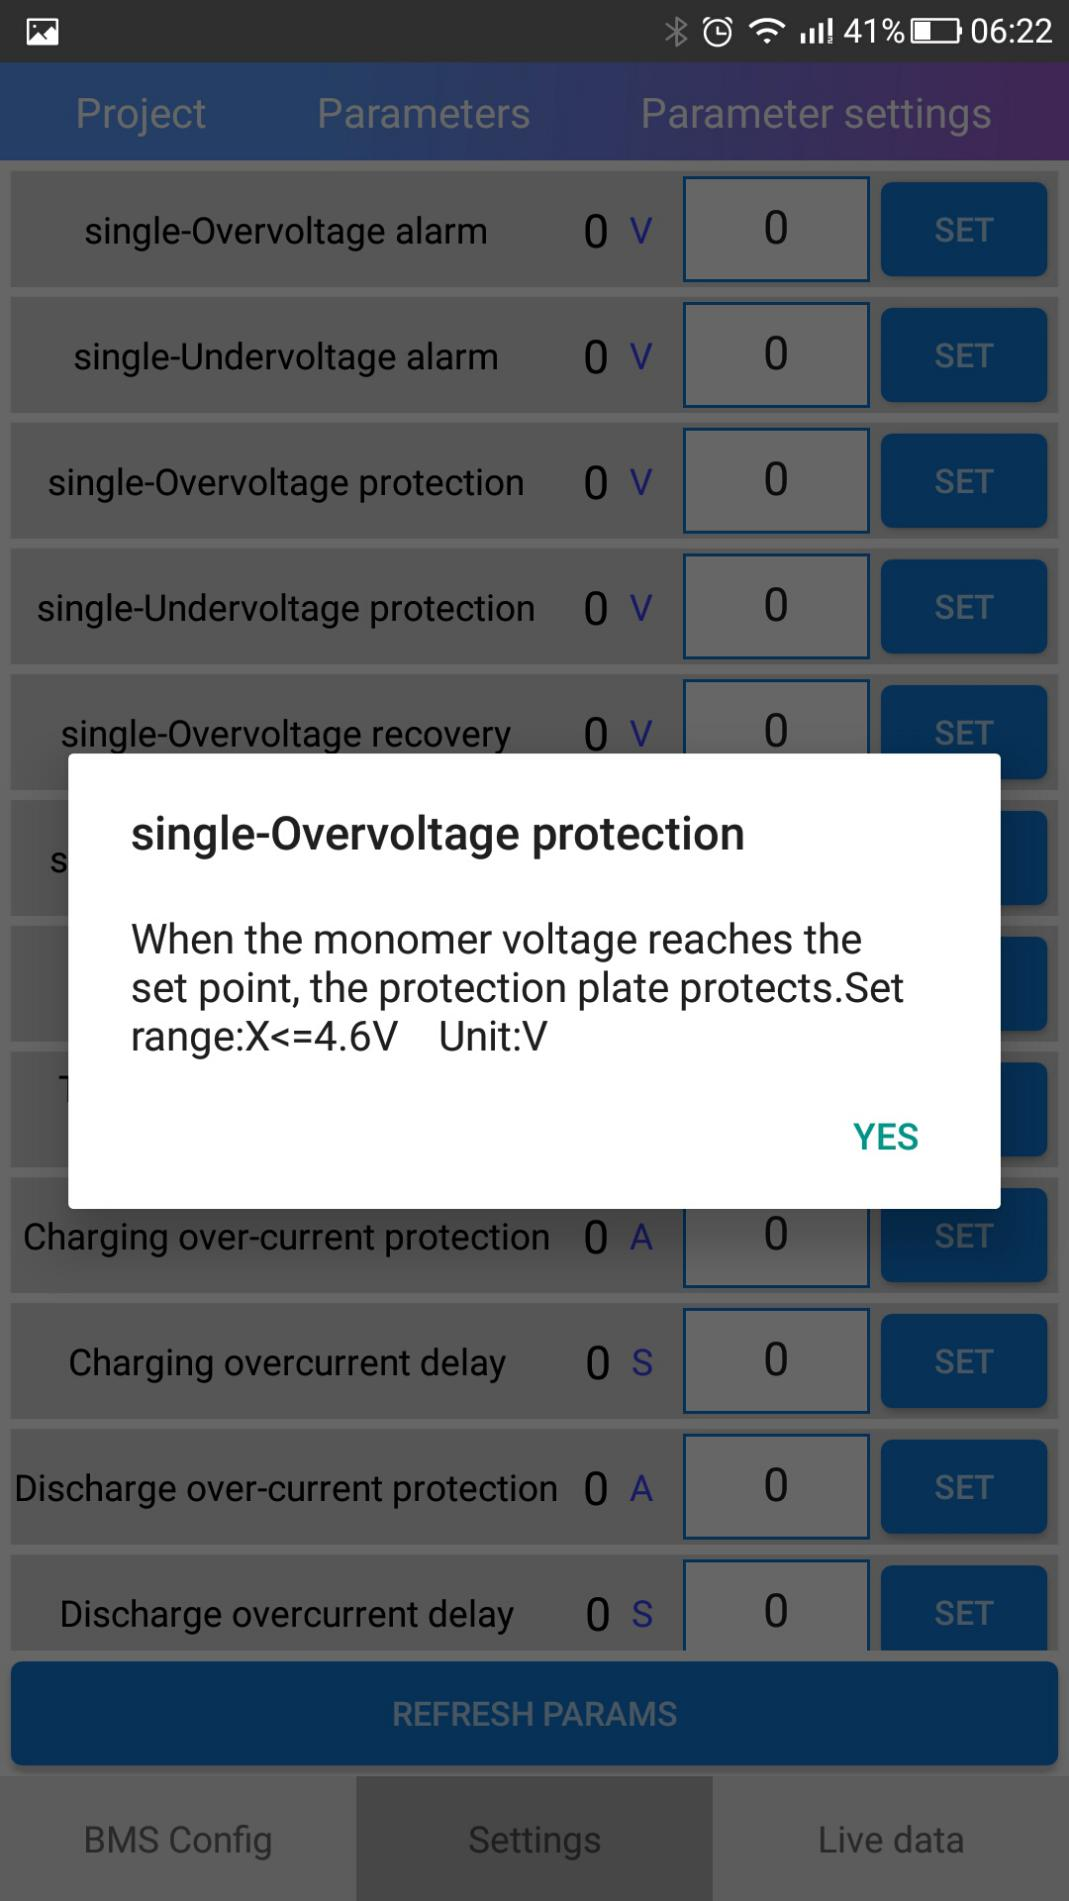 41% 06:22
Project Parameters Parameter settings
single-Overvoltage alarm 0 V 0 SET
single-Undervoltage alarm 0 V 0 SET
single-Overvoltage protection 0 V 0 SET
single-Undervoltage protection 0 V 0 SET
single-Overvoltage recovery 0 V 0 SET
single-Overvoltage protection
When the monomer voltage reaches the
set point, the protection plate protects.Set
range:X<=4.6V Unit:V
YES
Charging over-current protection 0 A 0 SET
Charging overcurrent delay 0 S 0 SET
Discharge over-current protection 0 A 0 SET
Discharge overcurrent delay 0 S 0 SET
REFRESH PARAMS
BMS Config Settings Live data